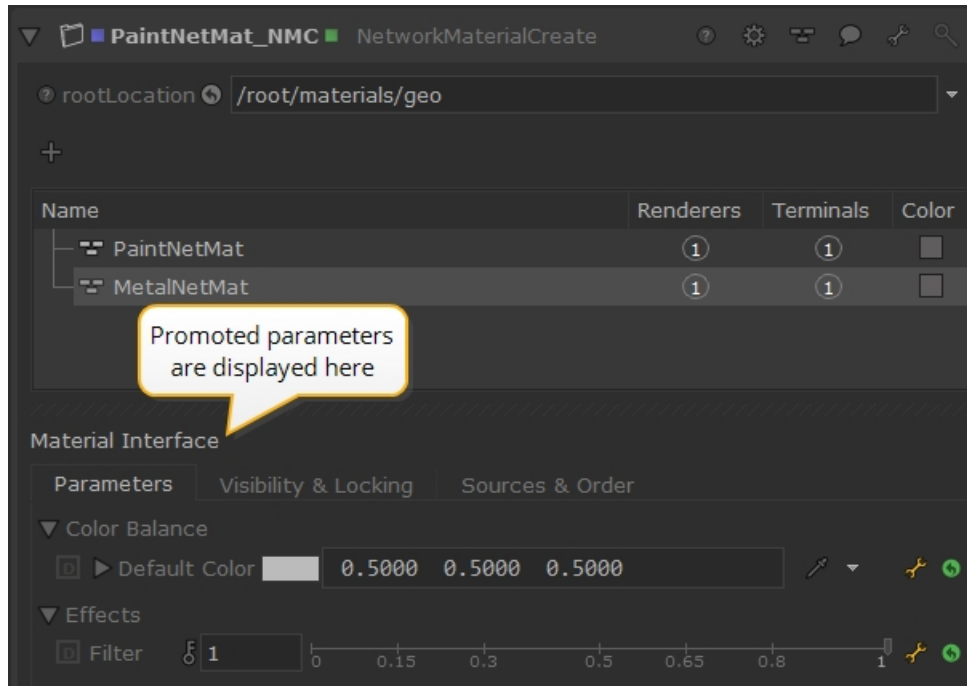 PaintNetMat_NMC NetworkMaterialCreate
rootLocation /root/materials/geo
Name Renderers Terminals Color
PaintNetMat 1 1
MetalNetMat 1 1
Promoted parameters
are displayed here
Material Interface
Parameters Visibility & Locking Sources & Order
Color Balance
D Default Color 0.5000 0.5000 0.5000
Effects
D Filter 1 0 0.15 0.3 0.5 0.65 0.8 1